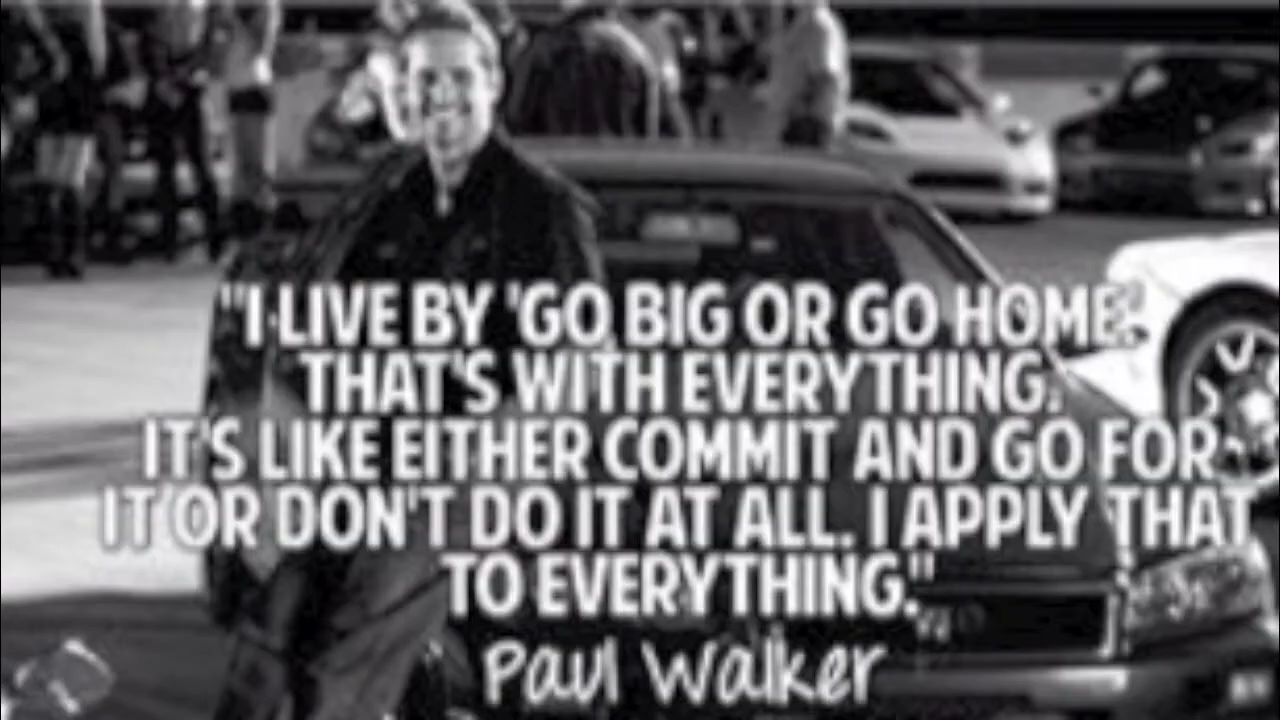 "I LIVE BY 'GO BIG OR GO HOME.'
THAT'S WITH EVERYTHING.
IT'S LIKE EITHER COMMIT AND GO FOR
IT OR DON'T DO IT AT ALL. I APPLY THAT
TO EVERYTHING."
Paul Walker